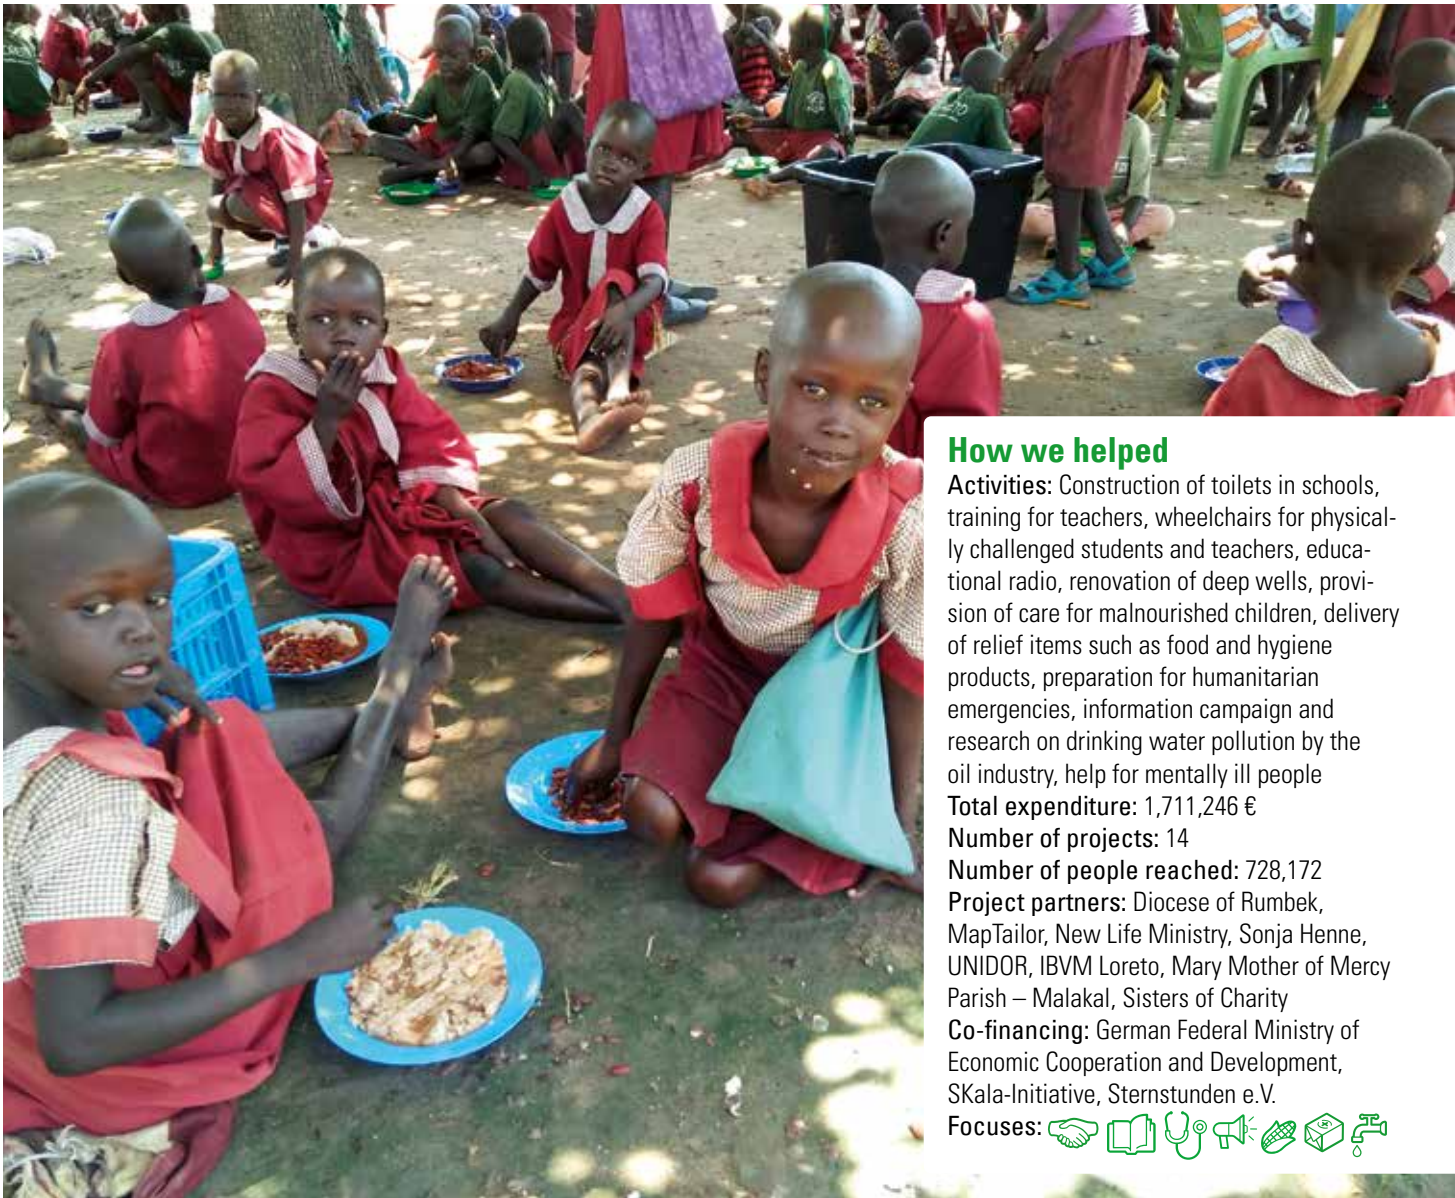 How we helped
Activities: Construction of toilets in schools,
training for teachers, wheelchairs for physical-
ly challenged students and teachers, educa-
tional radio, renovation of deep wells, provi-
sion of care for malnourished children, delivery
of relief items such as food and hygiene
products, preparation for humanitarian
emergencies, information campaign and
research on drinking water pollution by the
oil industry, help for mentally ill people
Total expenditure: 1,711,246 €
Number of projects: 14
Number of people reached: 728,172
Project partners: Diocese of Rumbek,
MapTailor, New Life Ministry, Sonja Henne,
UNIDOR, IBVM Loreto, Mary Mother of Mercy
Parish – Malakal, Sisters of Charity
Co-financing: German Federal Ministry of
Economic Cooperation and Development,
SKala-Initiative, Sternstunden e.V.
Focuses: